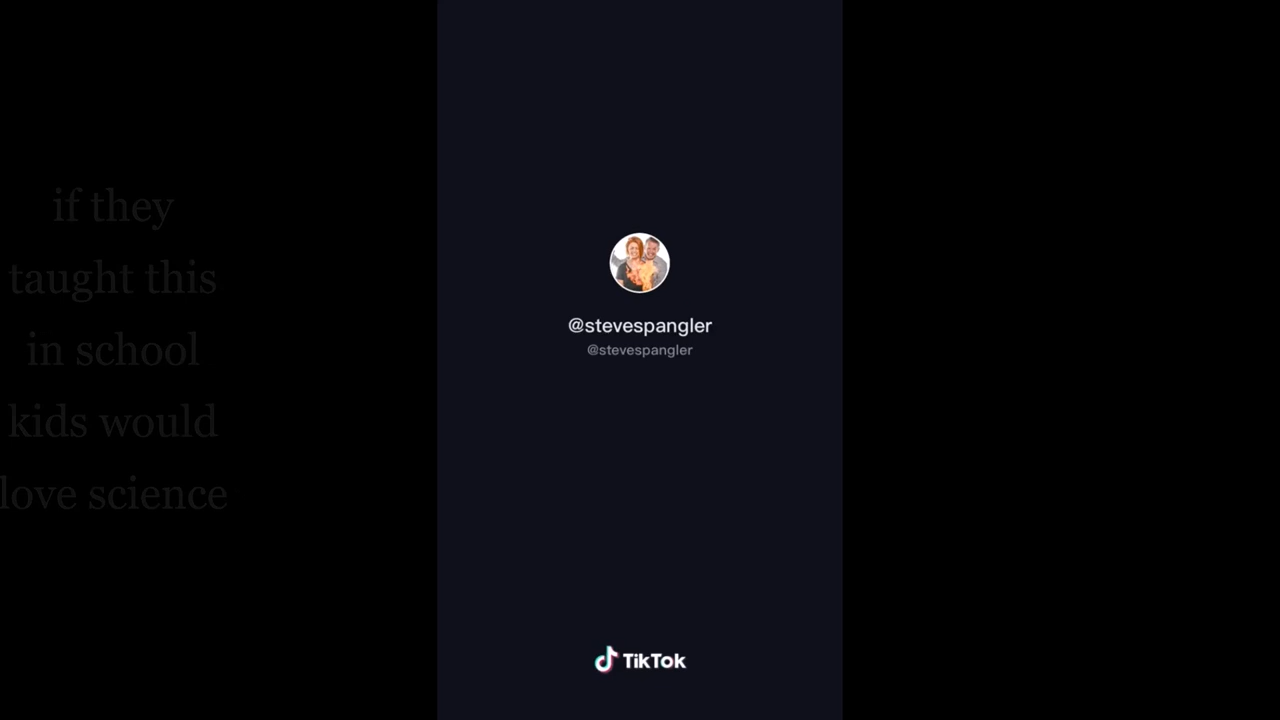 if they
taught this
in school
kids would
love science
@stevespangler
@stevespangler
TikTok